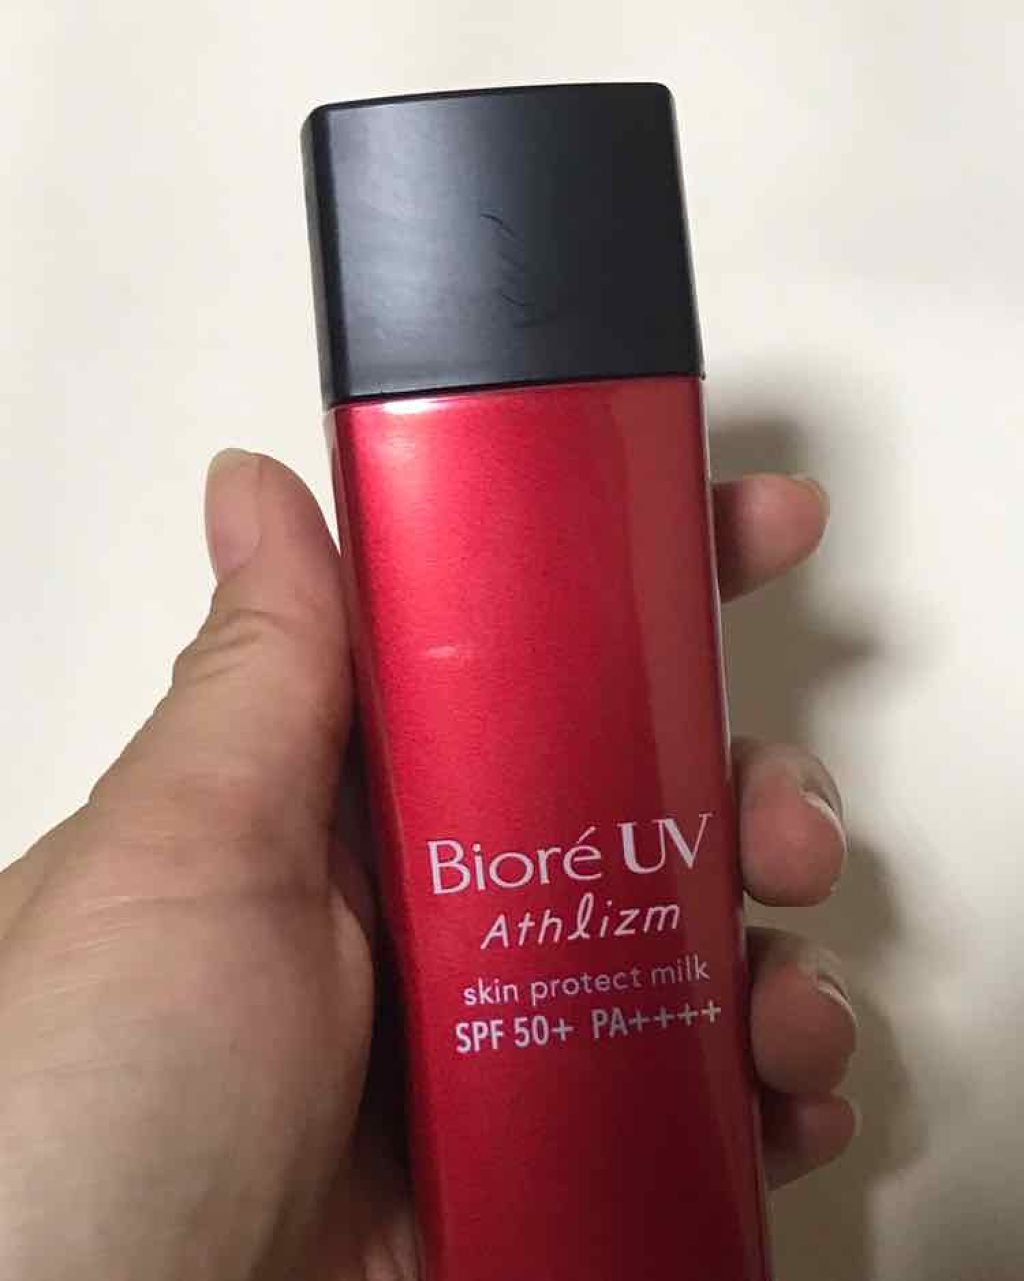 Bioré UV
Athlizm
skin protect milk
SPF 50+ PA++++